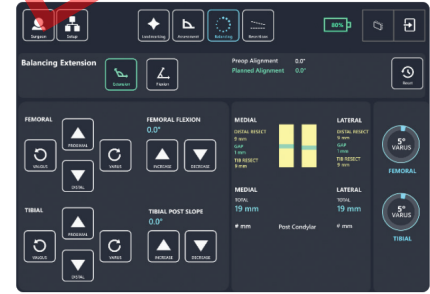 Surgeon Setup Landmarking Assessment Balancing Resections 80%
Balancing Extension
Extension Flexion
Preop Alignment 0.0°
Planned Alignment 0.0°
Reset
FEMORAL
PROXIMAL
VALGUS VARUS
DISTAL
FEMORAL FLEXION
0.0°
INCREASE DECREASE
TIBIAL
PROXIMAL
VALGUS VARUS
DISTAL
TIBIAL POST SLOPE
0.0°
INCREASE DECREASE
MEDIAL LATERAL
DISTAL RESECT DISTAL RESECT
9 mm 9 mm
GAP GAP
1 mm 1 mm
TIB RESECT TIB RESECT
9 mm 9 mm
MEDIAL LATERAL
TOTAL TOTAL
19 mm 19 mm
# mm Post Condylar # mm
5°
VARUS
FEMORAL
5°
VARUS
TIBIAL